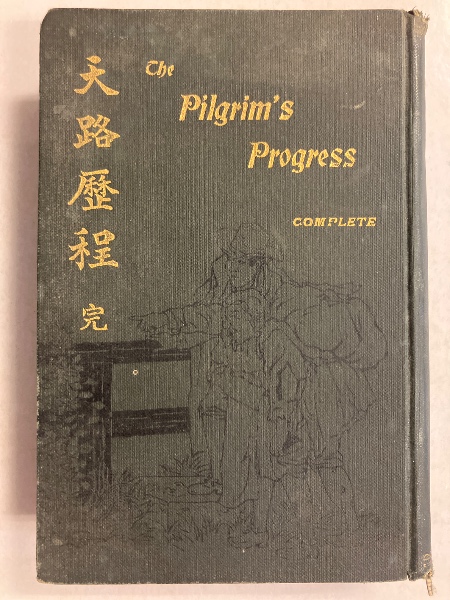 天路歷程
完
The
Pilgrim's
Progress
COMPLETE